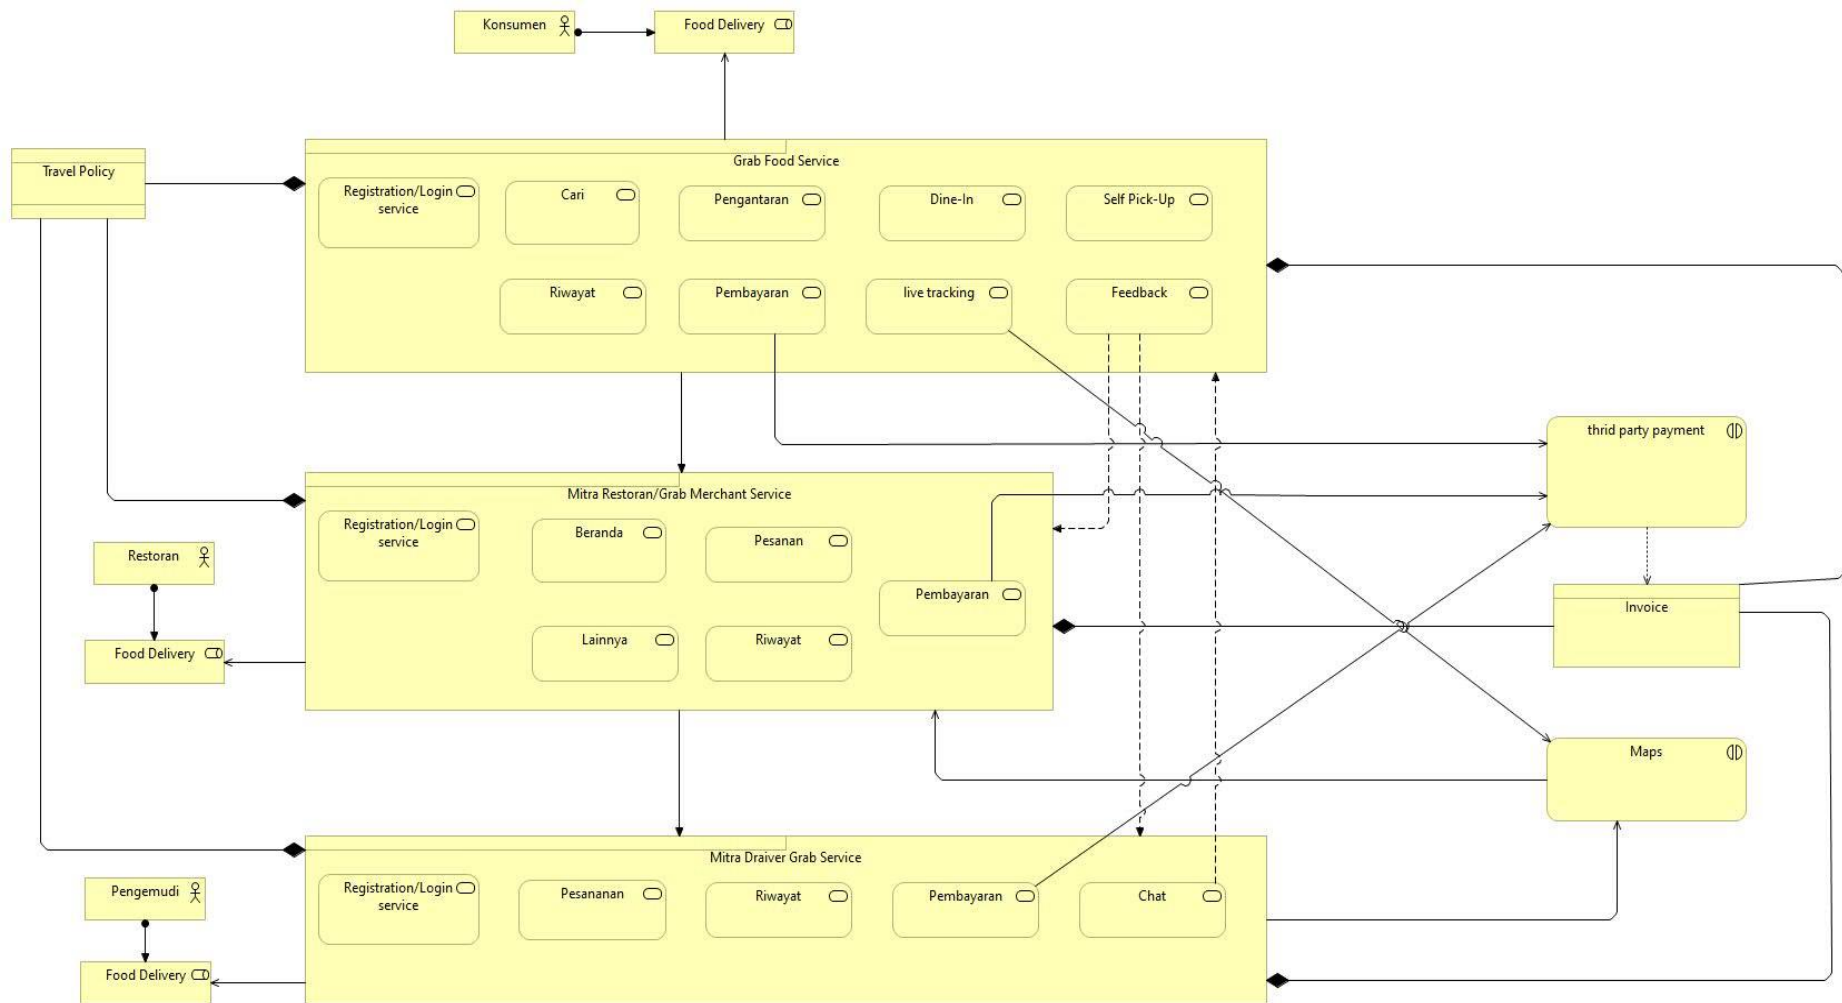 Konsumen
Food Delivery
Travel Policy
Grab Food Service
Registration/Login
service
Cari
Pengantaran
Dine-In
Self Pick-Up
Riwayat
Pembayaran
live tracking
Feedback
thrid party payment
Mitra Restoran/Grab Merchant Service
Registration/Login
service
Beranda
Pesanan
Restoran
Pembayaran
Invoice
Food Delivery
Lainnya
Riwayat
Maps
Mitra Draiver Grab Service
Pengemudi
Registration/Login
service
Pesananan
Riwayat
Pembayaran
Chat
Food Delivery